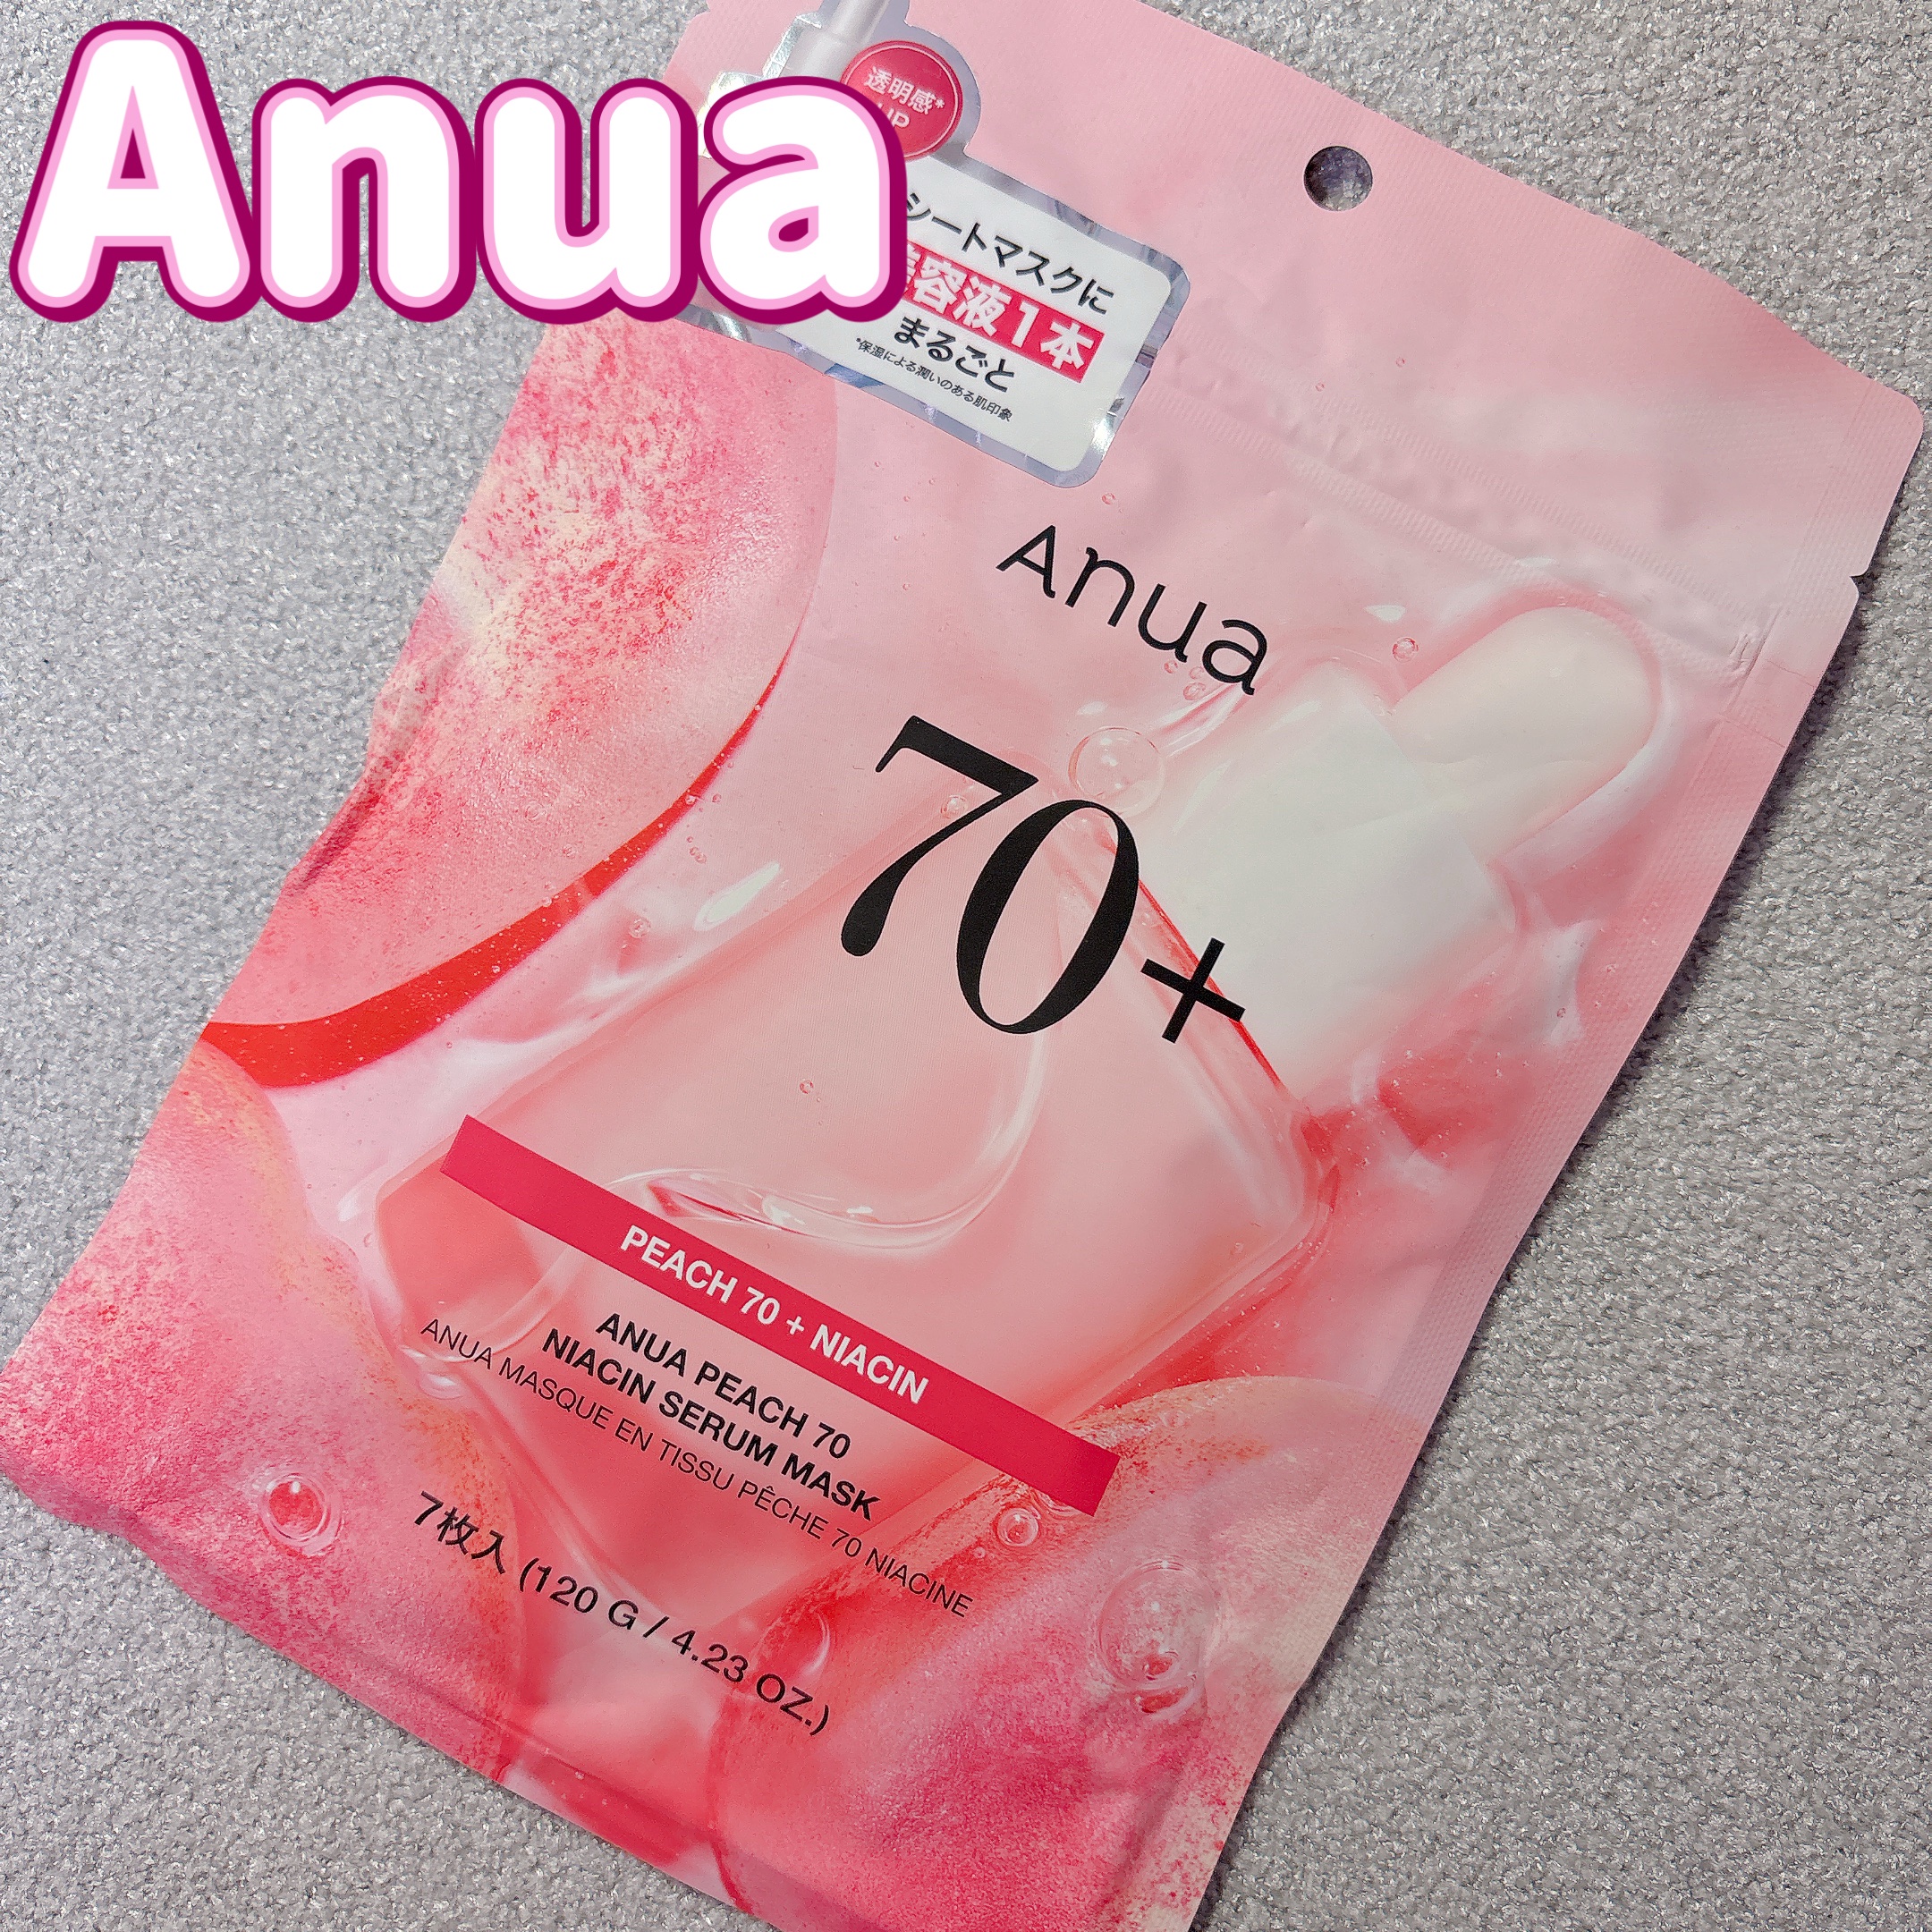 Anua
透明感*
UP
シートマスクに
容液1本
まるごと
*保湿による潤いのある肌印象
Anua
70+
PEACH 70 + NIACIN
ANUA PEACH 70
NIACIN SERUM MASK
ANUA MASQUE EN TISSU PÊCHE 70 NIACINE
7枚入 (120 G / 4.23 OZ.)